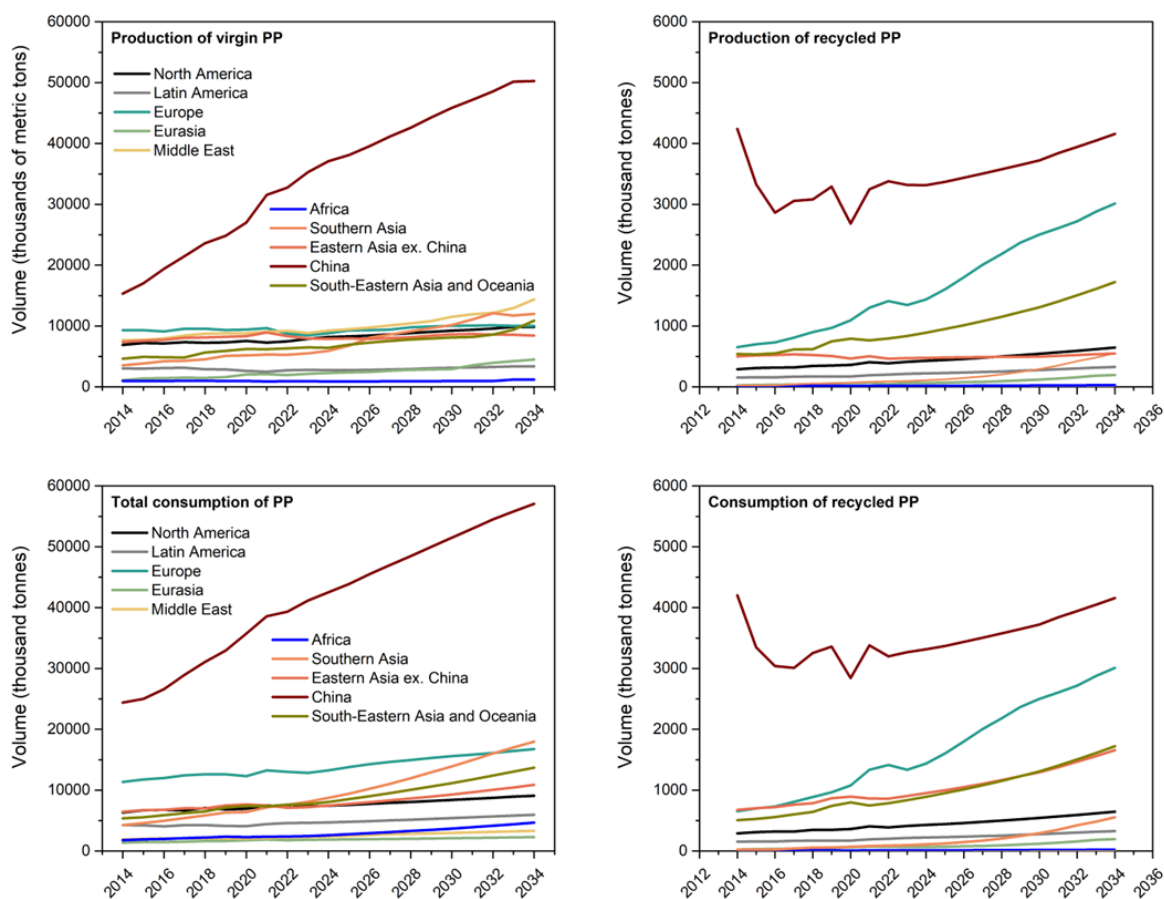 Production of virgin PP
Volume (thousands of metric tons)
60000
50000
40000
30000
20000
10000
0
North America
Latin America
Europe
Eurasia
Middle East
Africa
Southern Asia
Eastern Asia ex. China
China
South-Eastern Asia and Oceania
2014
2016
2018
2020
2022
2024
2026
2028
2030
2032
2034
Production of recycled PP
Volume (thousand tonnes)
6000
5000
4000
3000
2000
1000
0
2012
2014
2016
2018
2020
2022
2024
2026
2028
2030
2032
2034
2036
Total consumption of PP
Volume (thousand tonnes)
60000
50000
40000
30000
20000
10000
0
North America
Latin America
Europe
Eurasia
Middle East
Africa
Southern Asia
Eastern Asia ex. China
China
South-Eastern Asia and Oceania
2014
2016
2018
2020
2022
2024
2026
2028
2030
2032
2034
Consumption of recycled PP
Volume (thousand tonnes)
6000
5000
4000
3000
2000
1000
0
2012
2014
2016
2018
2020
2022
2024
2026
2028
2030
2032
2034
2036